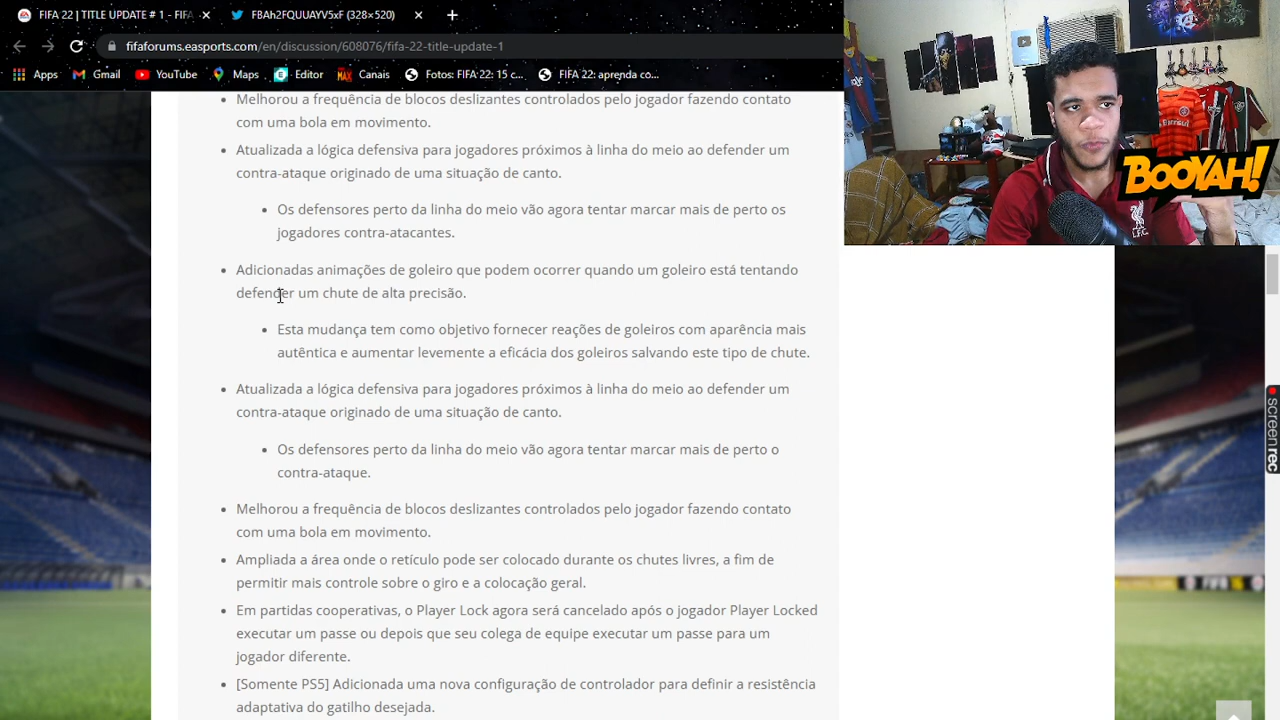 FIFA 22 | TITLE UPDATE # 1 - FIFA
FBAh2FQUUAYV5xF (328×520)
fifaforums.easports.com/en/discussion/608076/fifa-22-title-update-1
Apps
Gmail
YouTube
Maps
Editor
MAX
Canais
Fotos: FIFA 22: 15 c...
FIFA 22: aprenda co...
Melhorou a frequência de blocos deslizantes controlados pelo jogador fazendo contato
com uma bola em movimento.
Atualizada a lógica defensiva para jogadores próximos à linha do meio ao defender um
contra-ataque originado de uma situação de canto.
Os defensores perto da linha do meio vão agora tentar marcar mais de perto os
jogadores contra-atacantes.
Adicionadas animações de goleiro que podem ocorrer quando um goleiro está tentando
defender um chute de alta precisão.
Esta mudança tem como objetivo fornecer reações de goleiros com aparência mais
autêntica e aumentar levemente a eficácia dos goleiros salvando este tipo de chute.
Atualizada a lógica defensiva para jogadores próximos à linha do meio ao defender um
contra-ataque originado de uma situação de canto.
Os defensores perto da linha do meio vão agora tentar marcar mais de perto o
contra-ataque.
Melhorou a frequência de blocos deslizantes controlados pelo jogador fazendo contato
com uma bola em movimento.
Ampliada a área onde o retículo pode ser colocado durante os chutes livres, a fim de
permitir mais controle sobre o giro e a colocação geral.
Em partidas cooperativas, o Player Lock agora será cancelado após o jogador Player Locked
executar um passe ou depois que seu colega de equipe executar um passe para um
jogador diferente.
[Somente PS5] Adicionada uma nova configuração de controlador para definir a resistência
adaptativa do gatilho desejada.
BOOYAH!
L.F.C.
screenrec